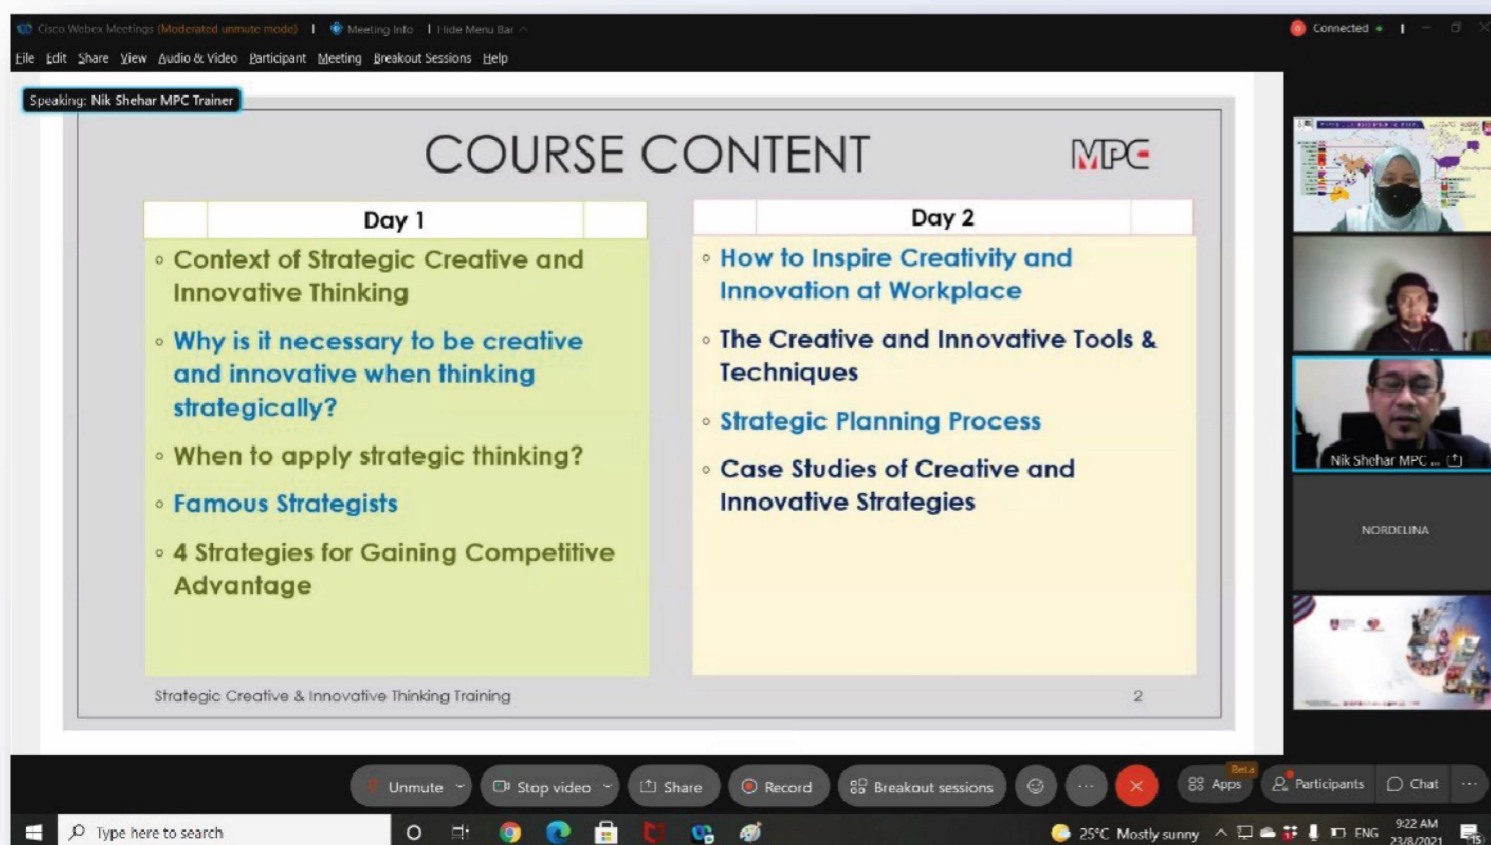 Cisco Webex Meetings (Moderated unmute mode) Meeting Info Hide Menu Bar
Connected
File Edit Share View Audio & Video Participant Meeting Breakout Sessions Help
Speaking: Nik Shehar MPC Trainer
COURSE CONTENT
MPC
Day 1
Context of Strategic Creative and
Innovative Thinking
Why is it necessary to be creative
and innovative when thinking
strategically?
When to apply strategic thinking?
Famous Strategists
4 Strategies for Gaining Competitive
Advantage
Day 2
How to Inspire Creativity and
Innovation at Workplace
The Creative and Innovative Tools &
Techniques
Strategic Planning Process
Case Studies of Creative and
Innovative Strategies
Strategic Creative & Innovative Thinking Training
2
Nik Shehar MPC ...
NORDELINA
Unmute Stop video Share Record Breakout sessions Apps Beta Participants Chat
Type here to search
25°C Mostly sunny ENG 9:22 AM
23/8/2021
15